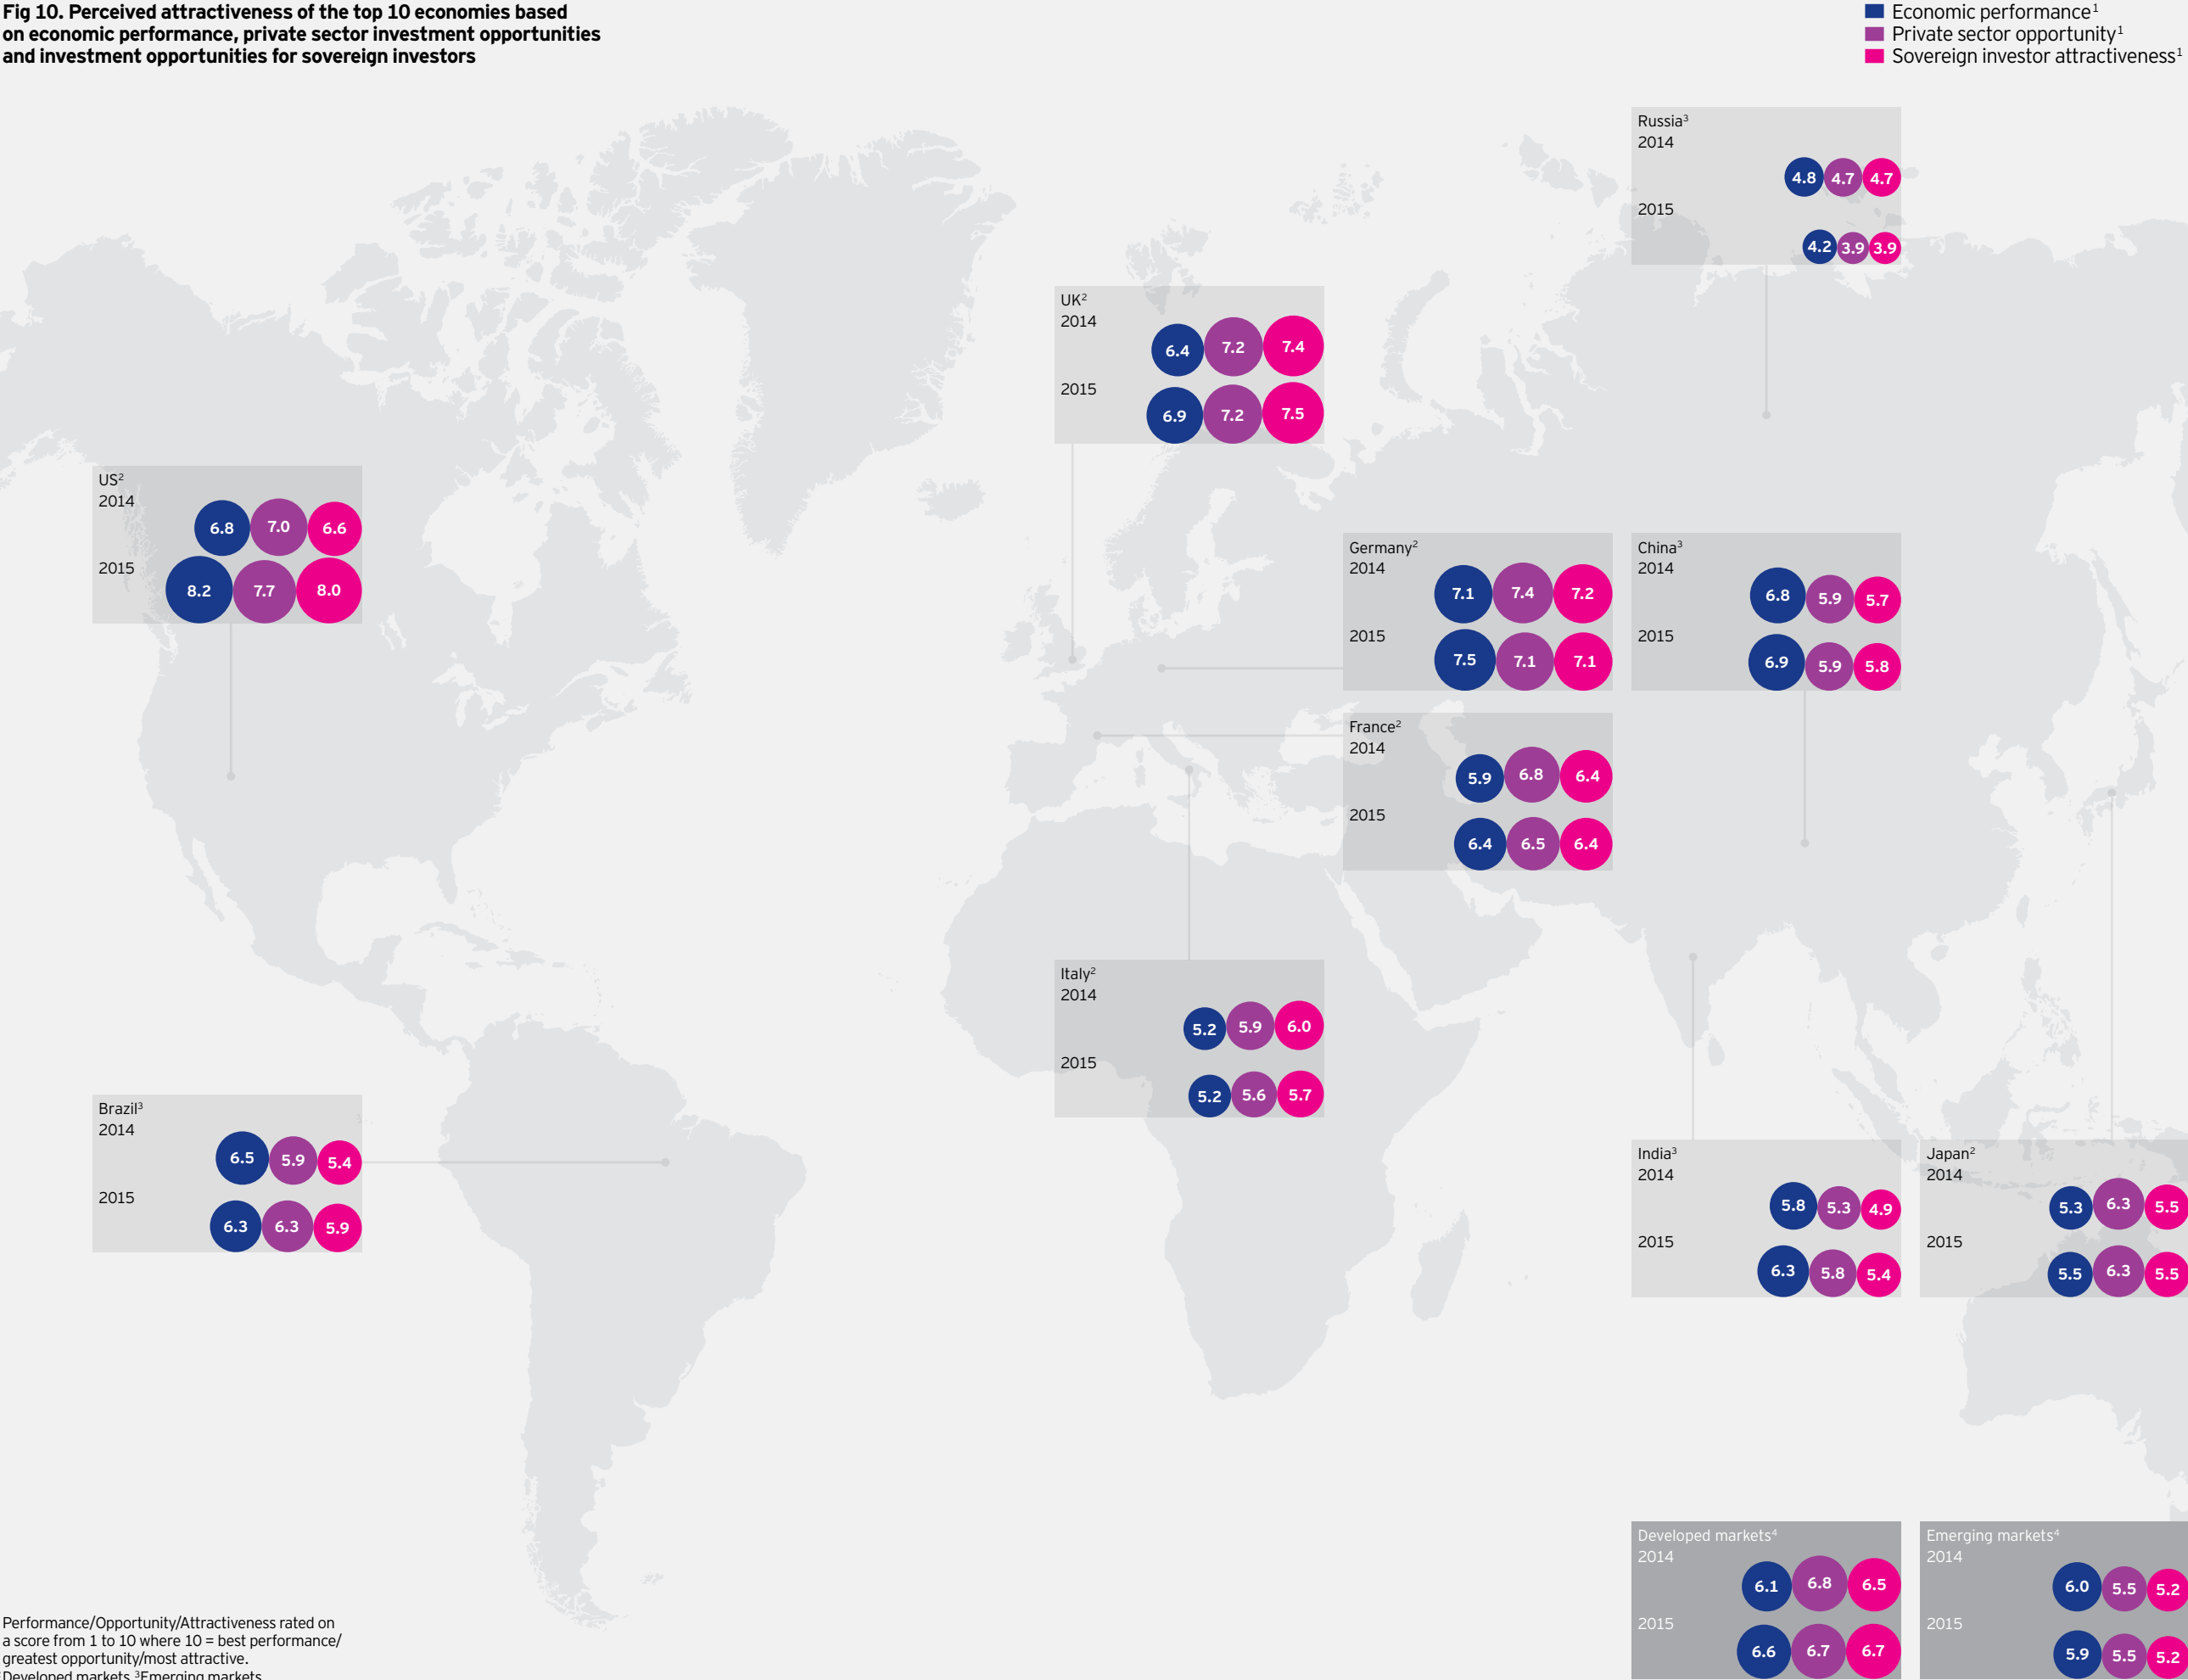 Fig 10. Perceived attractiveness of the top 10 economies based
on economic performance, private sector investment opportunities
and investment opportunities for sovereign investors
Economic performance¹
Private sector opportunity¹
Sovereign investor attractiveness¹
Russia³
2014
4.8 4.7 4.7
2015
4.2 3.9 3.9
UK²
2014
6.4 7.2 7.4
2015
6.9 7.2 7.5
US²
2014
6.8 7.0 6.6
2015
8.2 7.7 8.0
Germany²
2014
7.1 7.4 7.2
2015
7.5 7.1 7.1
China³
2014
6.8 5.9 5.7
2015
6.9 5.9 5.8
France²
2014
5.9 6.8 6.4
2015
6.4 6.5 6.4
Italy²
2014
5.2 5.9 6.0
2015
5.2 5.6 5.7
Brazil³
2014
6.5 5.9 5.4
2015
6.3 6.3 5.9
India³
2014
5.8 5.3 4.9
2015
6.3 5.8 5.4
Japan²
2014
5.3 6.3 5.5
2015
5.5 6.3 5.5
Developed markets⁴
2014
6.1 6.8 6.5
2015
6.6 6.7 6.7
Emerging markets⁴
2014
6.0 5.5 5.2
2015
5.9 5.5 5.2
Performance/Opportunity/Attractiveness rated on
a score from 1 to 10 where 10 = best performance/
greatest opportunity/most attractive.
Developed markets ³Emerging markets